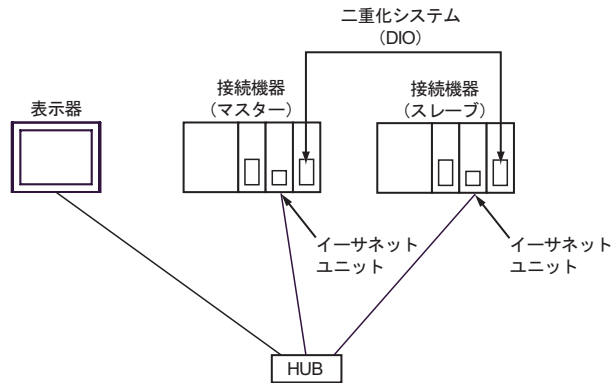 二重化システム
（DIO）
接続機器
（マスター）
接続機器
（スレーブ）
表示器
イーサネット
ユニット
イーサネット
ユニット
HUB